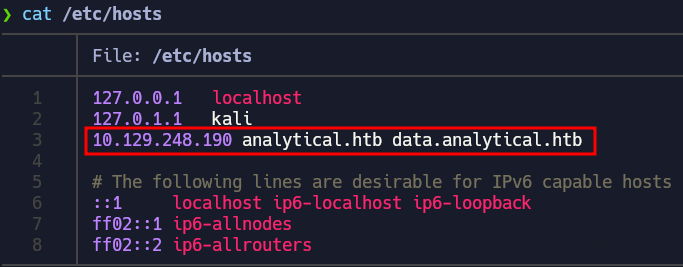 ❯ cat /etc/hosts
File: /etc/hosts
1 127.0.0.1 localhost
2 127.0.1.1 kali
3 10.129.248.190 analytical.htb data.analytical.htb
4
5 # The following lines are desirable for IPv6 capable hosts
6 ::1 localhost ip6-localhost ip6-loopback
7 ff02::1 ip6-allnodes
8 ff02::2 ip6-allrouters